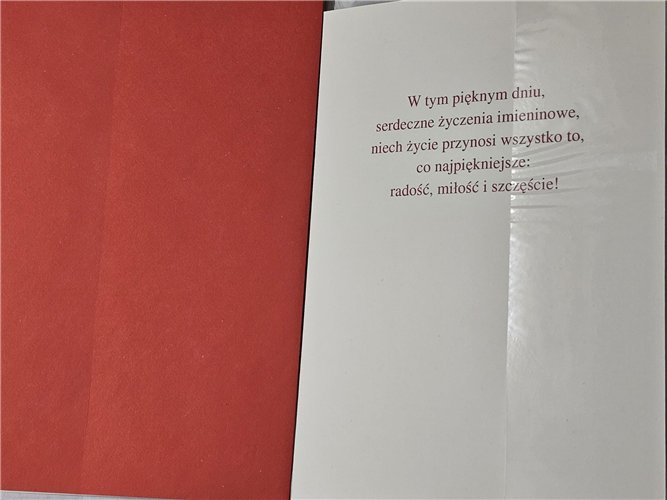 W tym pięknym dniu,
serdeczne życzenia imieninowe,
niech życie przynosi wszystko to,
co najpiękniejsze:
radość, miłość i szczęście!